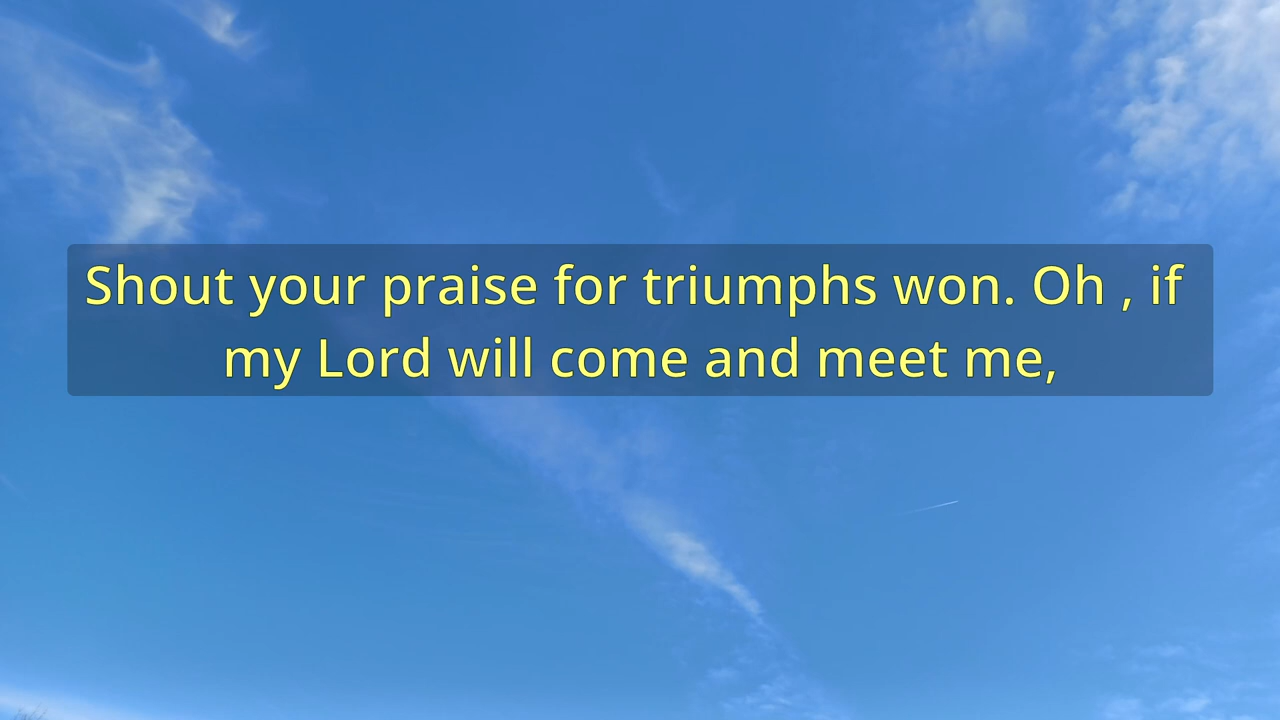 Shout your praise for triumphs won. Oh , if
my Lord will come and meet me,